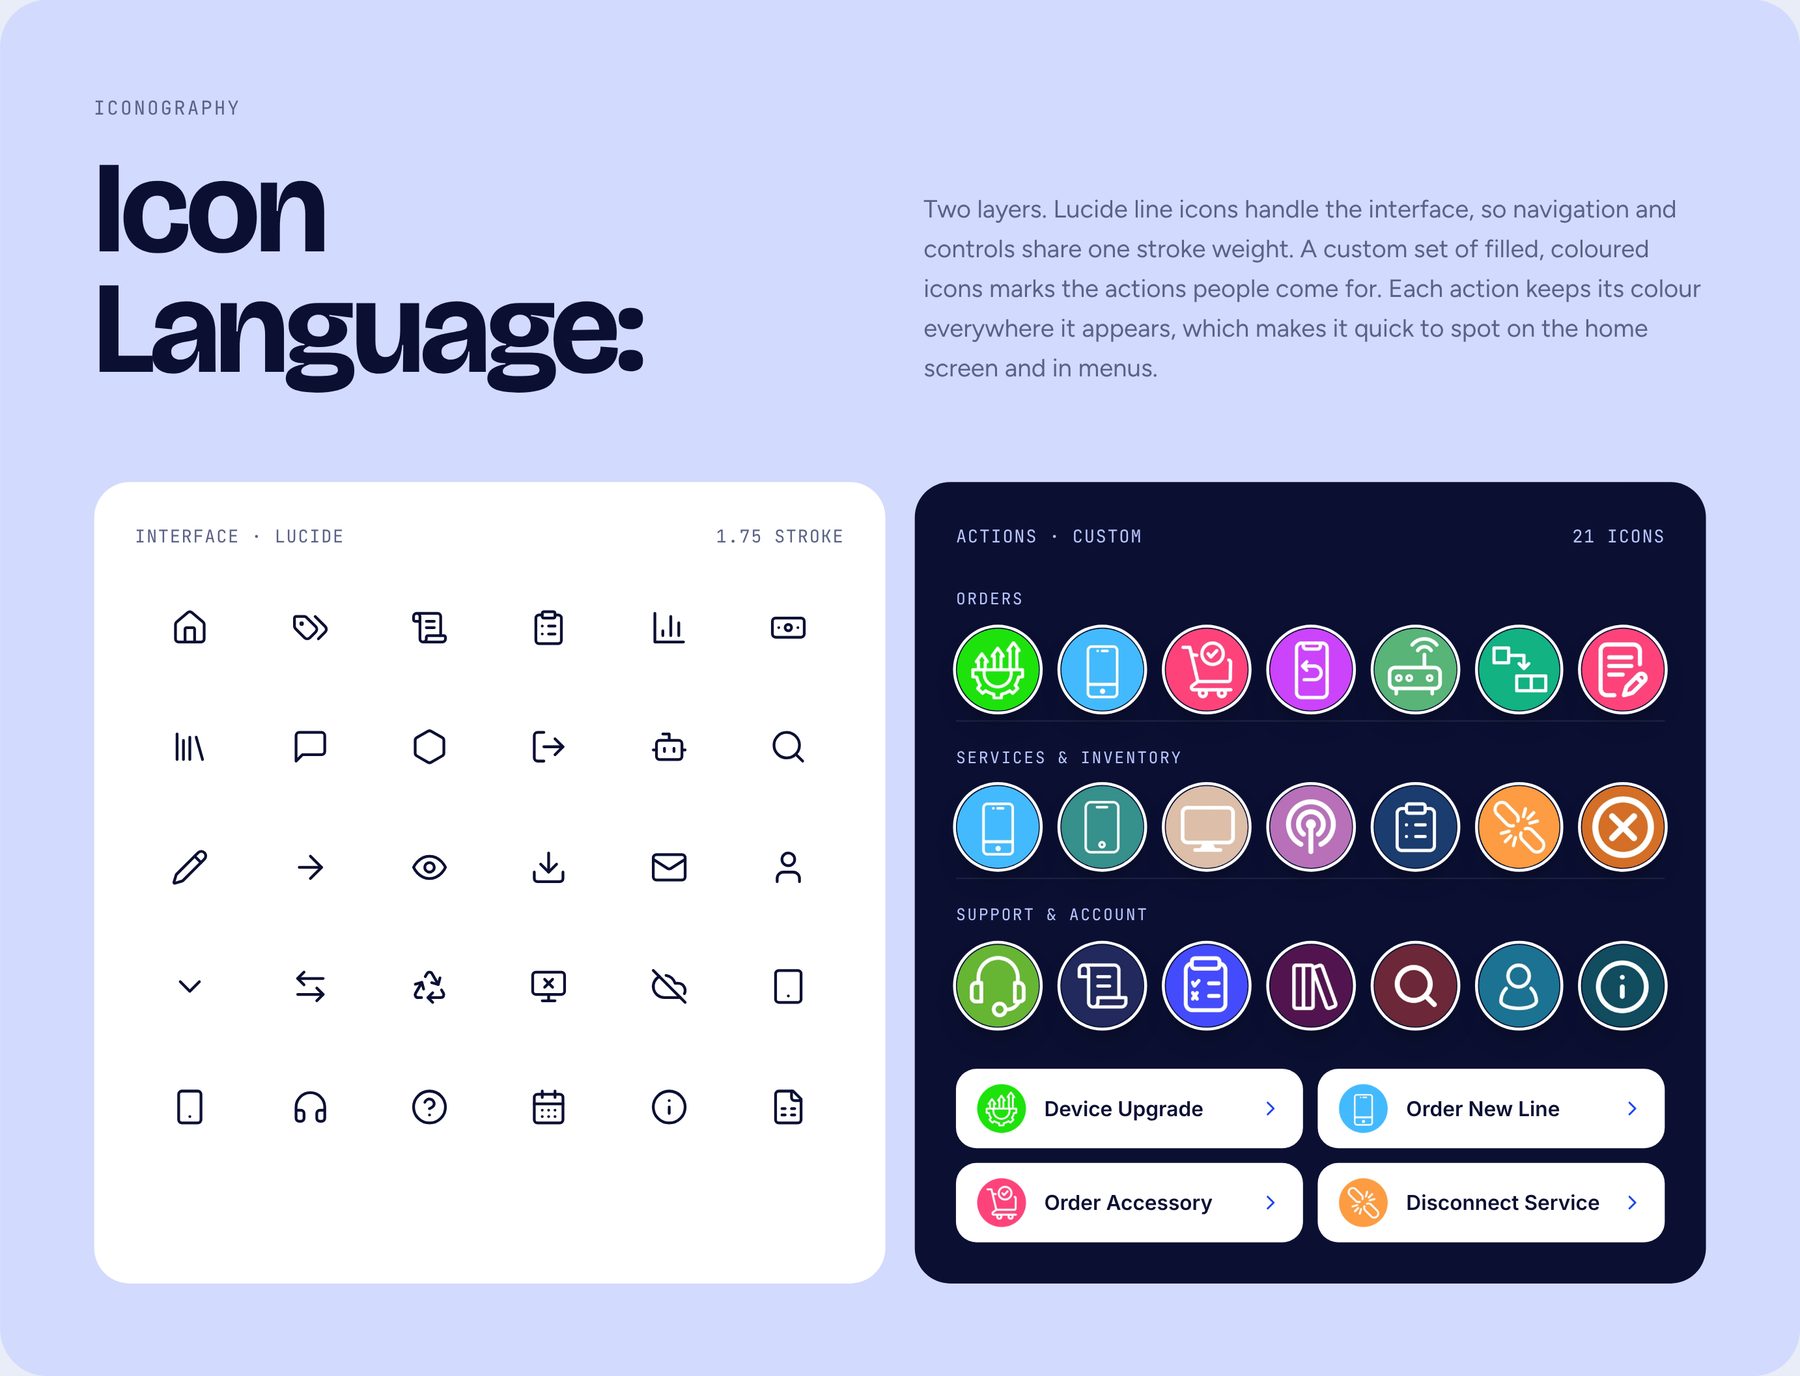 ICONOGRAPHY
Icon
Language:
Two layers. Lucide line icons handle the interface, so navigation and
controls share one stroke weight. A custom set of filled, coloured
icons marks the actions people come for. Each action keeps its colour
everywhere it appears, which makes it quick to spot on the home
screen and in menus.
INTERFACE · LUCIDE
1.75 STROKE
ACTIONS · CUSTOM
21 ICONS
ORDERS
SERVICES & INVENTORY
SUPPORT & ACCOUNT
Device Upgrade
Order New Line
Order Accessory
Disconnect Service